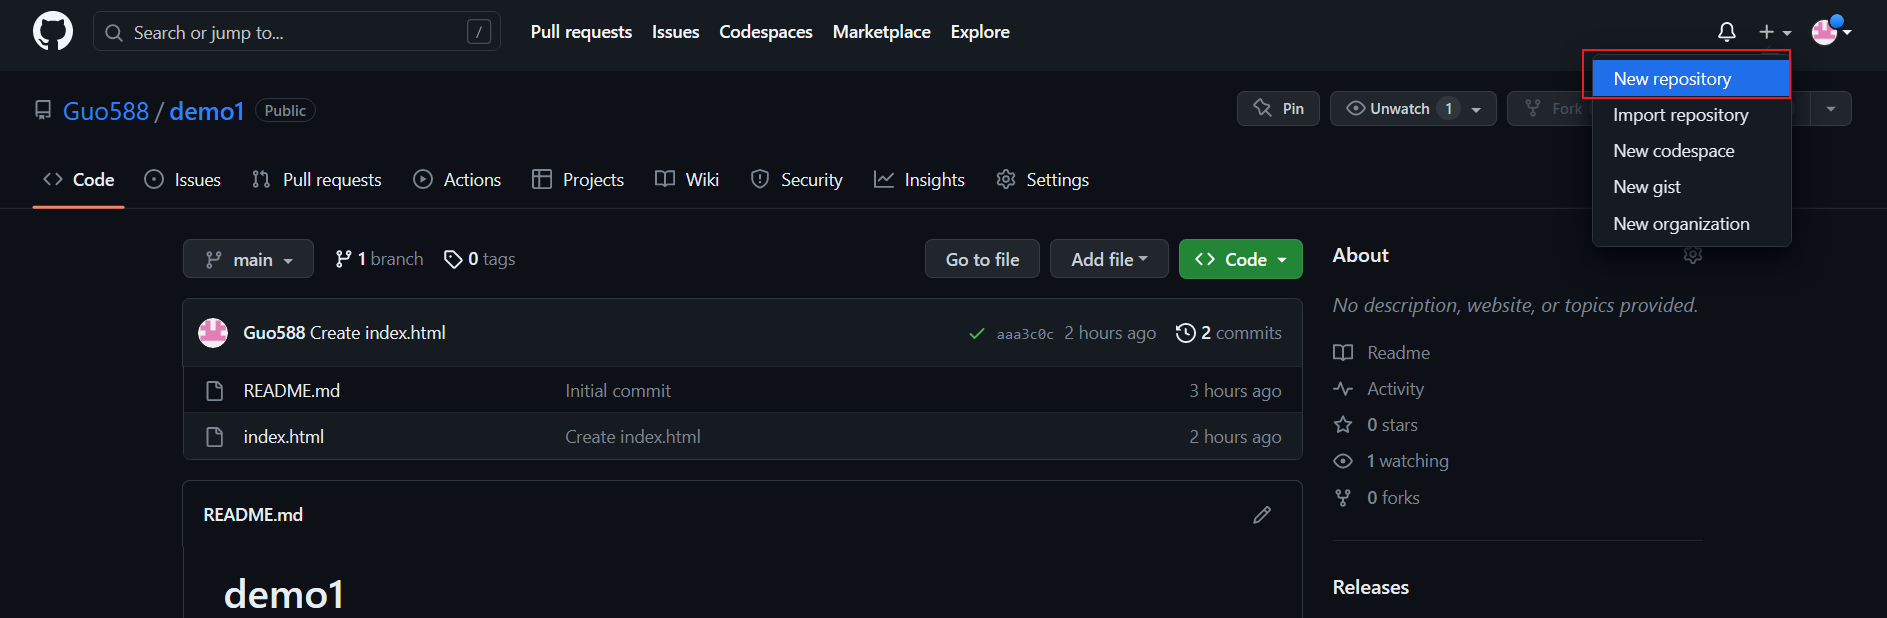 Search or jump to... / Pull requests Issues Codespaces Marketplace Explore
New repository
Import repository
New codespace
New gist
New organization
Guo588 / demo1 Public Pin Unwatch 1 Fork
Code Issues Pull requests Actions Projects Wiki Security Insights Settings
main 1 branch 0 tags Go to file Add file Code
Guo588 Create index.html aaa3c0c 2 hours ago 2 commits
README.md Initial commit 3 hours ago
index.html Create index.html 2 hours ago
README.md
demo1
About
No description, website, or topics provided.
Readme
Activity
0 stars
1 watching
0 forks
Releases